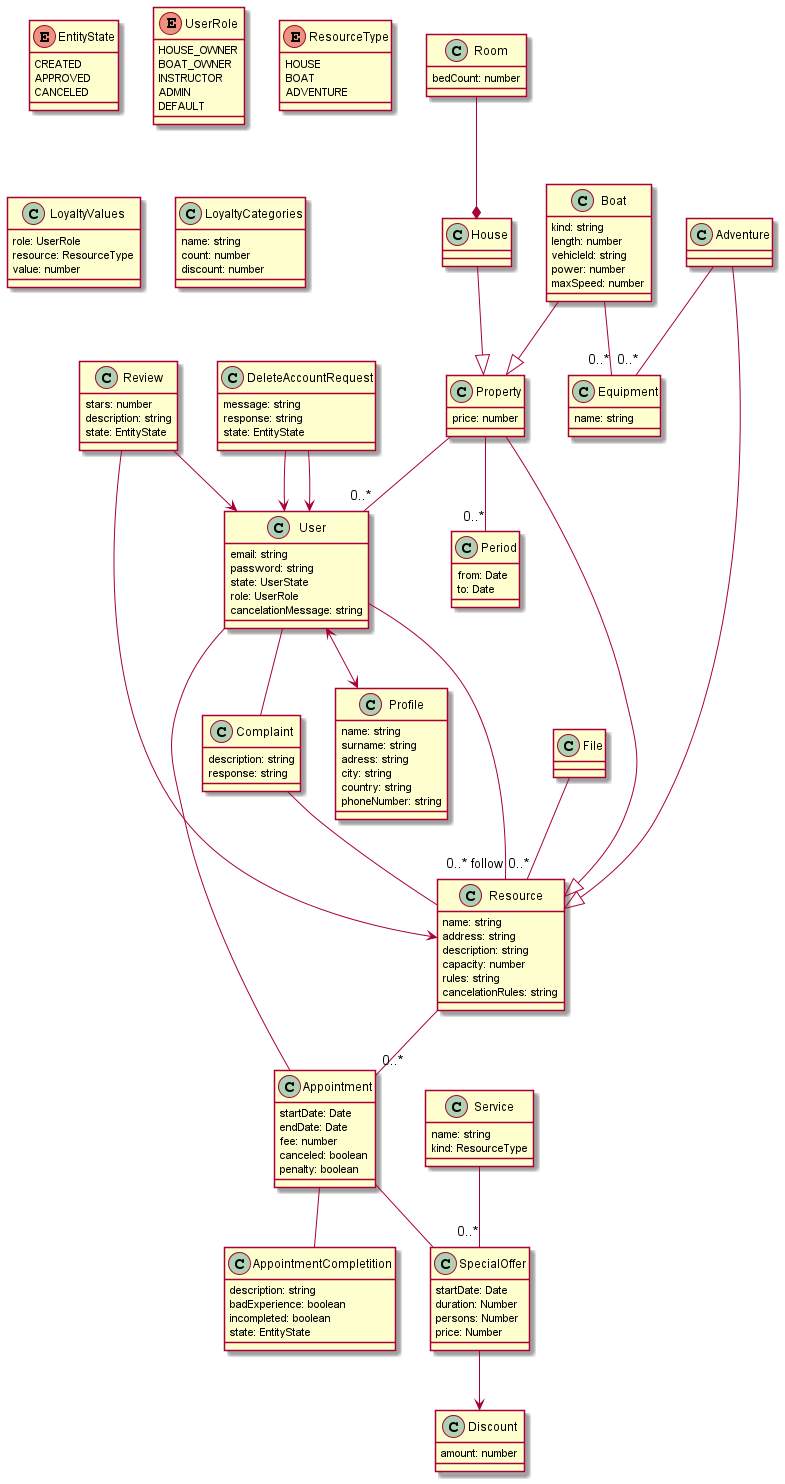 E EntityState
CREATED
APPROVED
CANCELED
E UserRole
HOUSE_OWNER
BOAT_OWNER
INSTRUCTOR
ADMIN
DEFAULT
E ResourceType
HOUSE
BOAT
ADVENTURE
C Room
bedCount: number
C LoyaltyValues
role: UserRole
resource: ResourceType
value: number
C LoyaltyCategories
name: string
count: number
discount: number
C House
C Boat
kind: string
length: number
vehicleId: string
power: number
maxSpeed: number
C Adventure
0..* 0..*
C Review
stars: number
description: string
state: EntityState
C DeleteAccountRequest
message: string
response: string
state: EntityState
C Property
price: number
C Equipment
name: string
0..*
0..*
C User
email: string
password: string
state: UserState
role: UserRole
cancelationMessage: string
C Period
from: Date
to: Date
C Complaint
description: string
response: string
C Profile
name: string
surname: string
adress: string
city: string
country: string
phoneNumber: string
C File
0..* follow 0..*
C Resource
name: string
address: string
description: string
capacity: number
rules: string
cancelationRules: string
0..*
C Appointment
startDate: Date
endDate: Date
fee: number
canceled: boolean
penalty: boolean
C Service
name: string
kind: ResourceType
0..*
C AppointmentCompletition
description: string
badExperience: boolean
incompleted: boolean
state: EntityState
C SpecialOffer
startDate: Date
duration: Number
persons: Number
price: Number
C Discount
amount: number